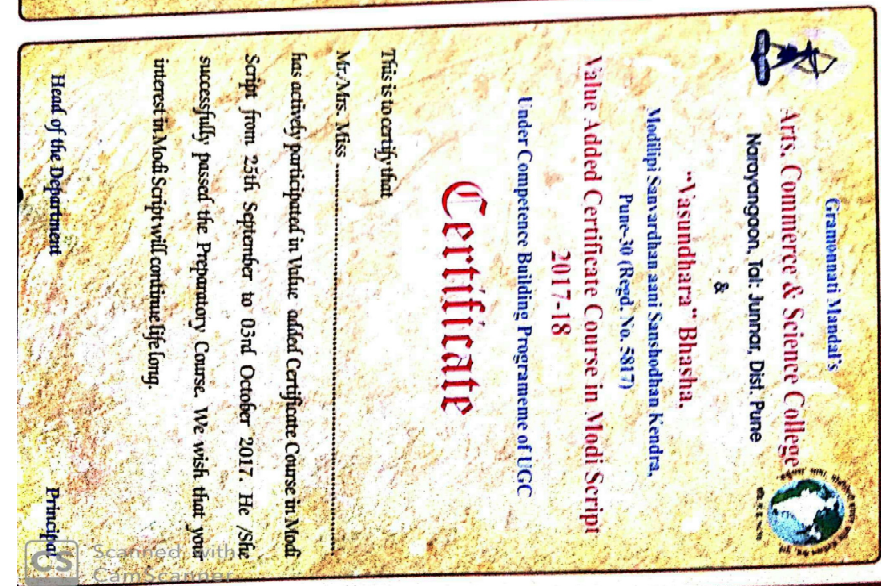 Gramonnati Mandal's
Arts, Commerce & Science College
Narayangaon, Tal: Junnar, Dist. Pune
&
"Vasundhara" Bhasha,
Modilipi Sanvardhan aani Sanshodhan Kendra,
Pune-30 (Regd. No. 5817)
Value Added Certificate Course in Modi Script
2017-18
Under Competence Building Programeme of UGC
Certificate
This is to certify that
Mr./Mrs. Miss ........................................................................
has actively participated in Value added Certificate Course in Modi
Script from 25th September to 03rd October 2017. He /She
successfully passed the Preparatory Course. We wish that your
interest in Modi Script will continue life long.
Head of the Department Principal
CS Scanned with
CamScanner